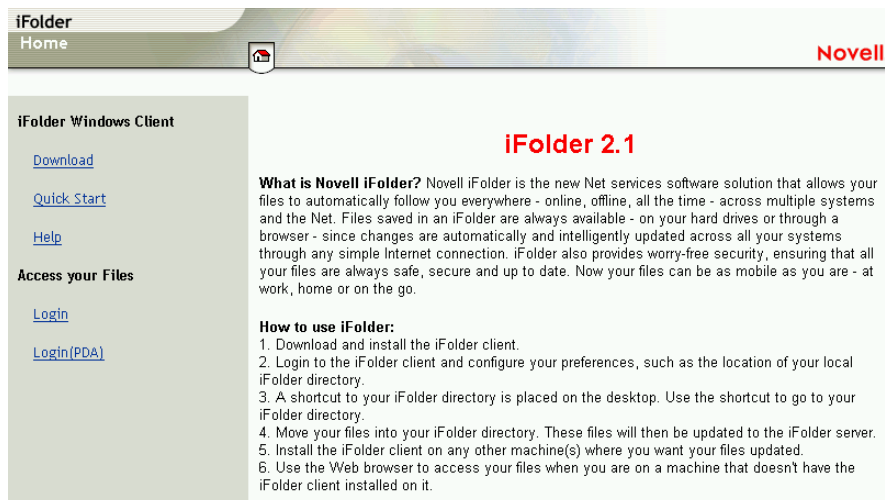 iFolder
Home
Novell
iFolder Windows Client
Download
Quick Start
Help
Access your Files
Login
Login(PDA)
iFolder 2.1
What is Novell iFolder? Novell iFolder is the new Net services software solution that allows your
files to automatically follow you everywhere - online, offline, all the time - across multiple systems
and the Net. Files saved in an iFolder are always available - on your hard drives or through a
browser - since changes are automatically and intelligently updated across all your systems
through any simple Internet connection. iFolder also provides worry-free security, ensuring that all
your files are always safe, secure and up to date. Now your files can be as mobile as you are - at
work, home or on the go.
How to use iFolder:
1. Download and install the iFolder client.
2. Login to the iFolder client and configure your preferences, such as the location of your local
iFolder directory.
3. A shortcut to your iFolder directory is placed on the desktop. Use the shortcut to go to your
iFolder directory.
4. Move your files into your iFolder directory. These files will then be updated to the iFolder server.
5. Install the iFolder client on any other machine(s) where you want your files updated.
6. Use the Web browser to access your files when you are on a machine that doesn't have the
iFolder client installed on it.